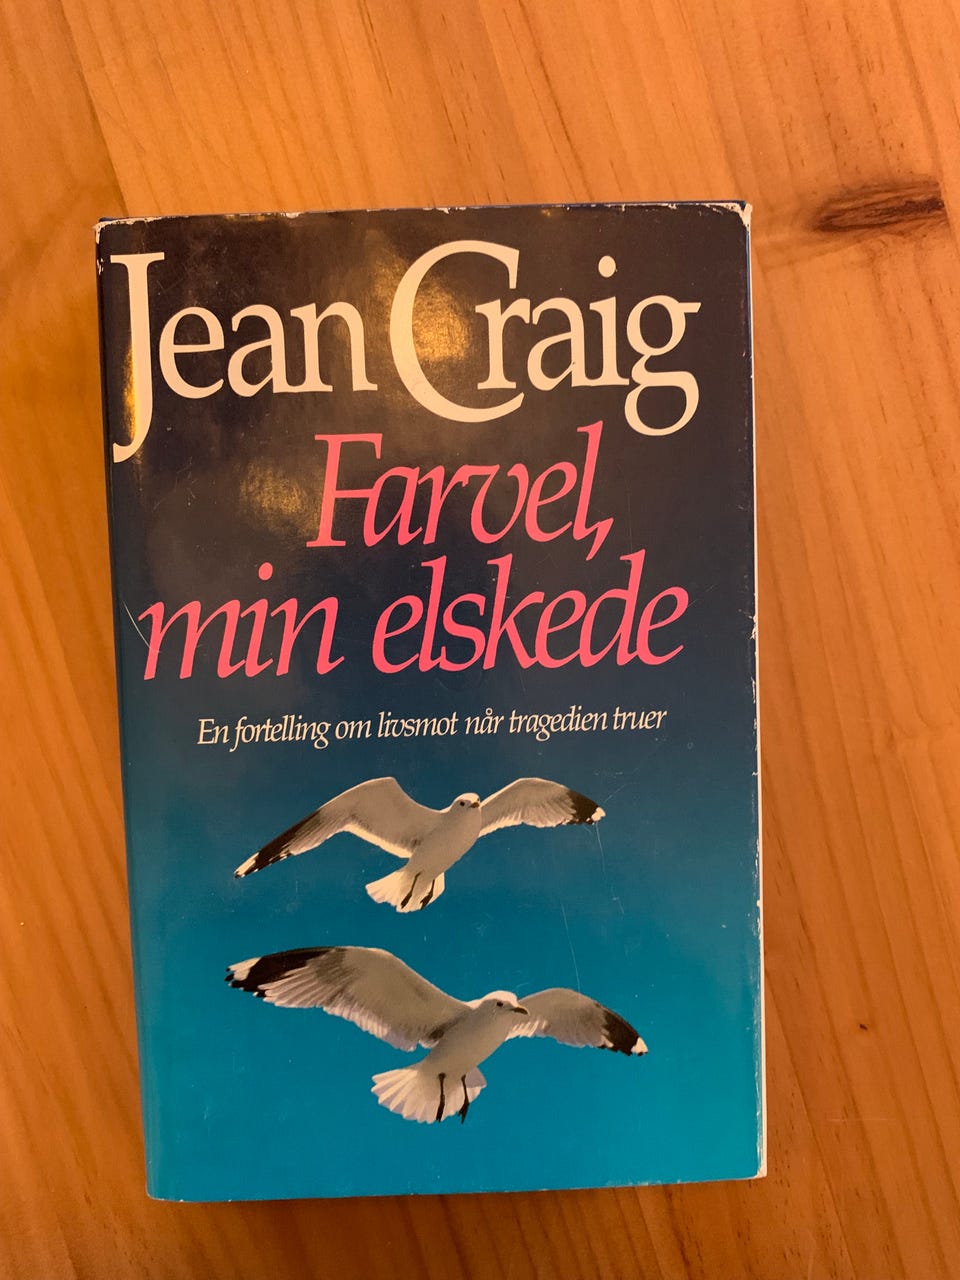 Jean Craig
Farvel,
min elskede
En fortelling om livsmot når tragedien truer